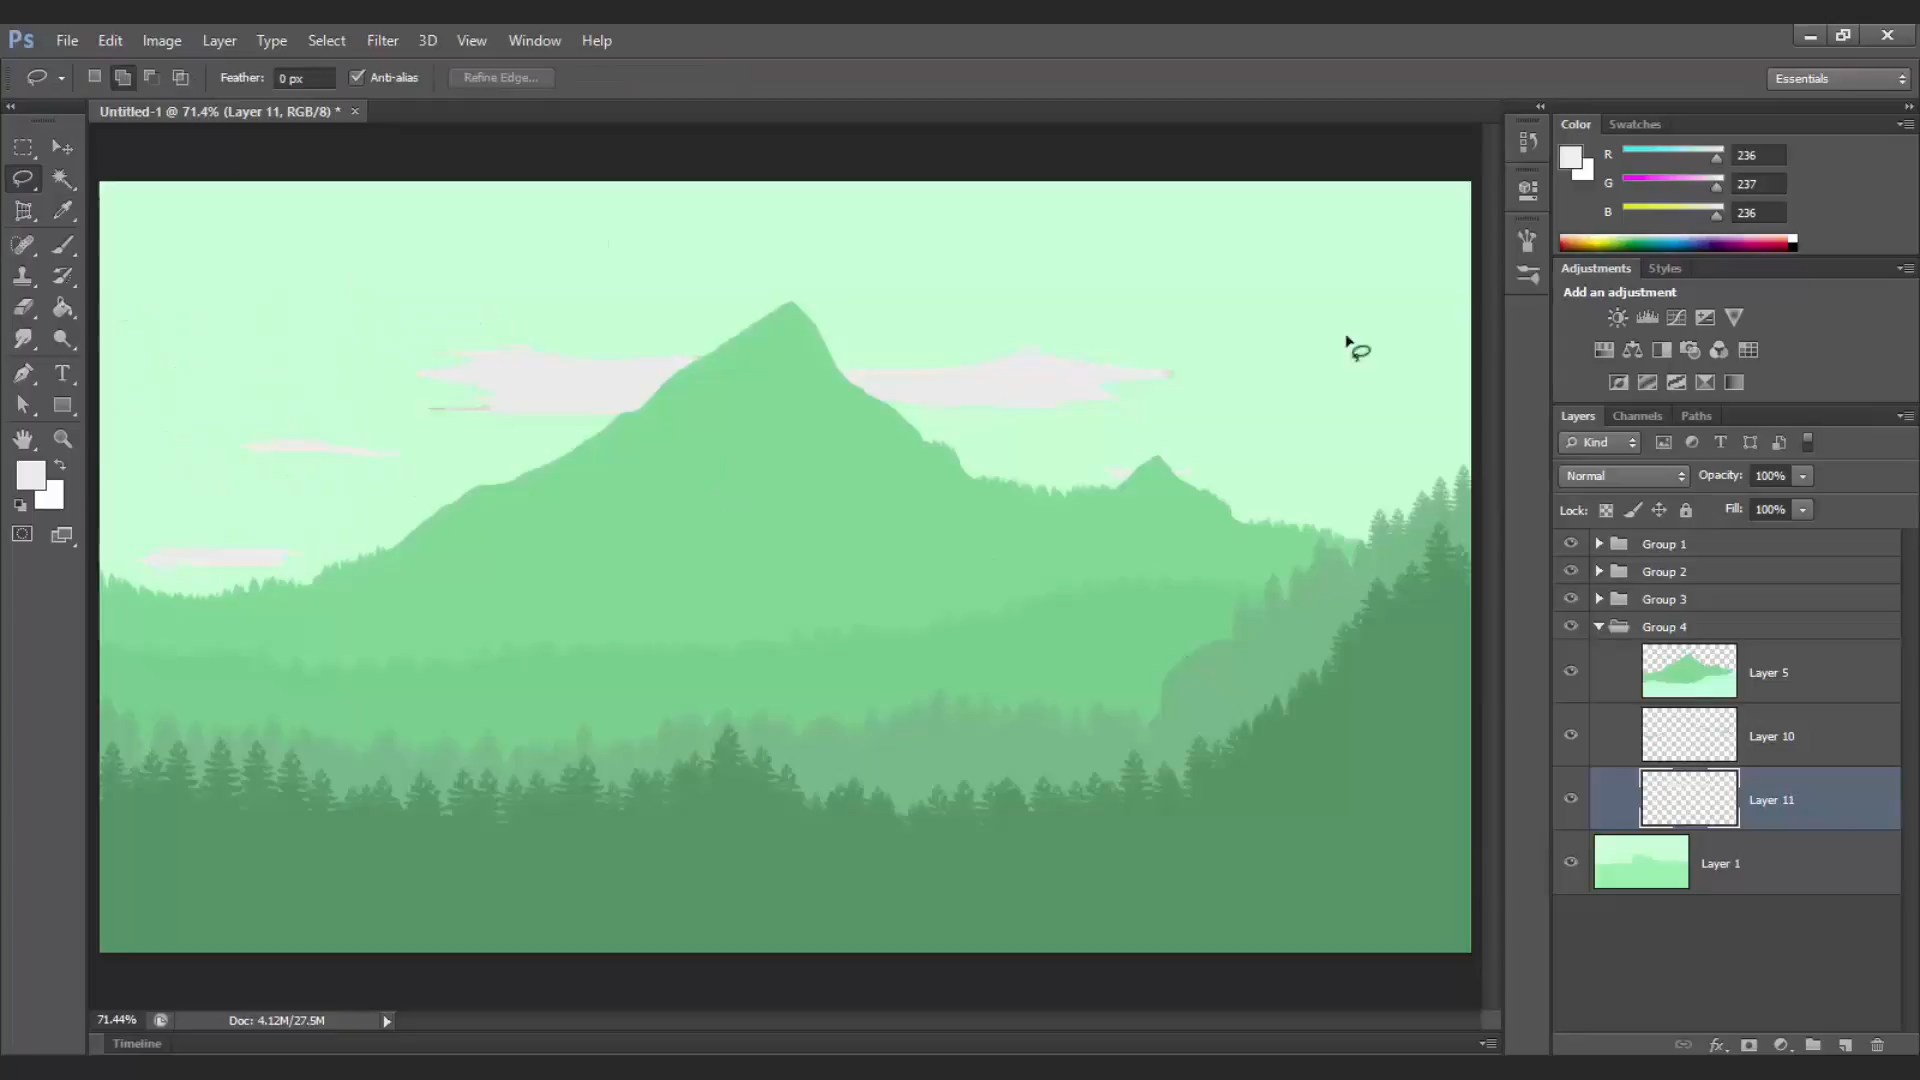 Ps File Edit Image Layer Type Select Filter 3D View Window Help
Feather: 0 px Anti-alias Refine Edge... Essentials
Untitled-1 @ 71.4% (Layer 11, RGB/8) * ×
Color Swatches
R 236
G 237
B 236
Adjustments Styles
Add an adjustment
Layers Channels Paths
Kind
Normal Opacity: 100%
Lock: Fill: 100%
Group 1
Group 2
Group 3
Group 4
Layer 5
Layer 10
Layer 11
Layer 1
71.44% Doc: 4.12M/27.5M
Timeline
fx